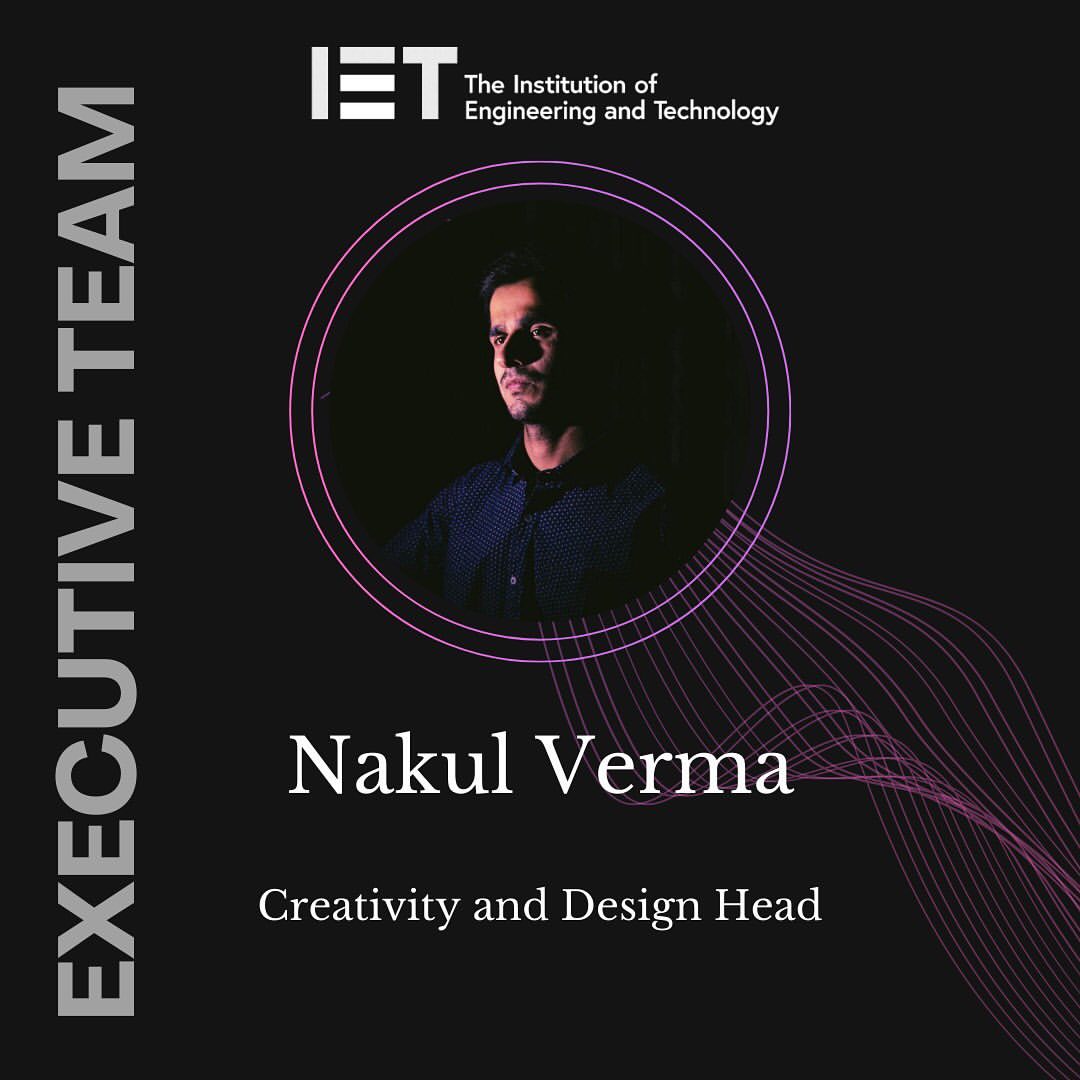 IET
The Institution of
Engineering and Technology
EXECUTIVE TEAM
Nakul Verma
Creativity and Design Head